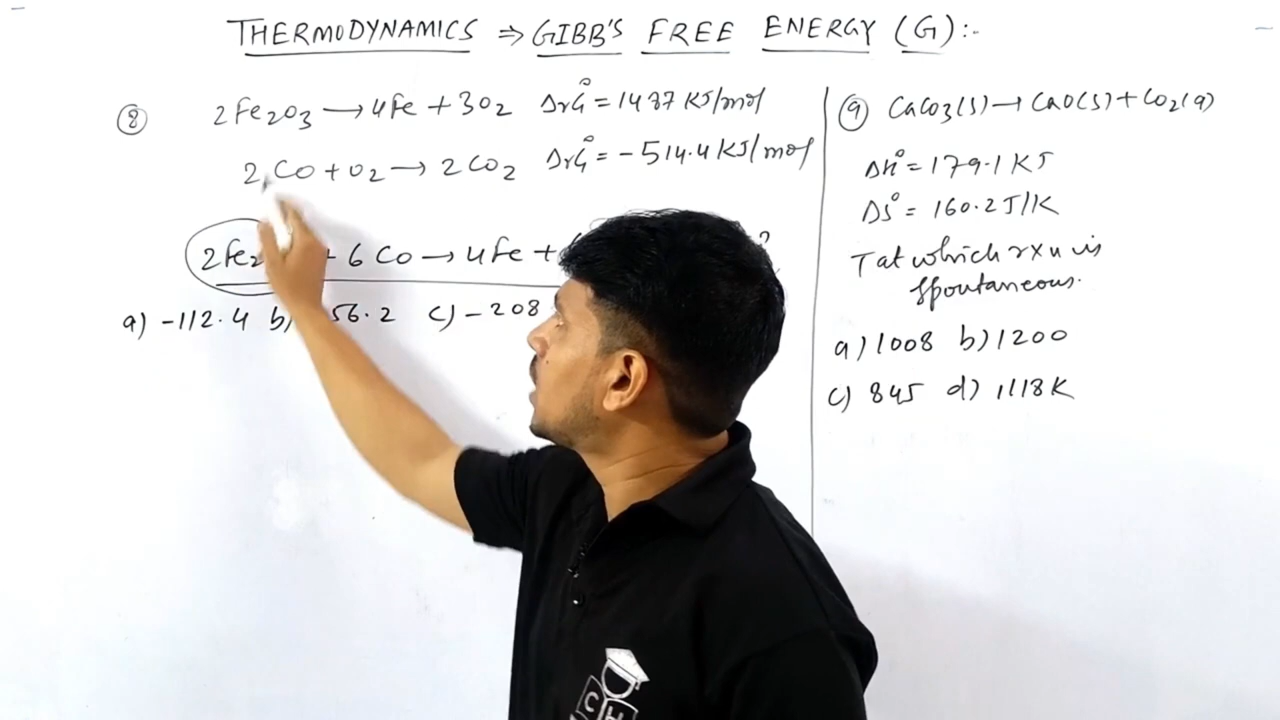 THERMODYNAMICS ⇒ GIBB'S FREE ENERGY (G):-
⑧ 2Fe2O3 → 4Fe + 3O2 ΔrG° = 1487 KJ/mol
2CO + O2 → 2CO2 ΔrG° = -514.4 KJ/mol
2Fe2 + 6CO → 4Fe + ?
a) -112.4 b) 56.2 c) -208
⑨ CaCO3(s) → CaO(s) + CO2(g)
ΔH° = 179.1 KJ
ΔS° = 160.2 J/K
T at which rxn is
spontaneous.
a) 1008 b) 1200
c) 845 d) 1118K
C H